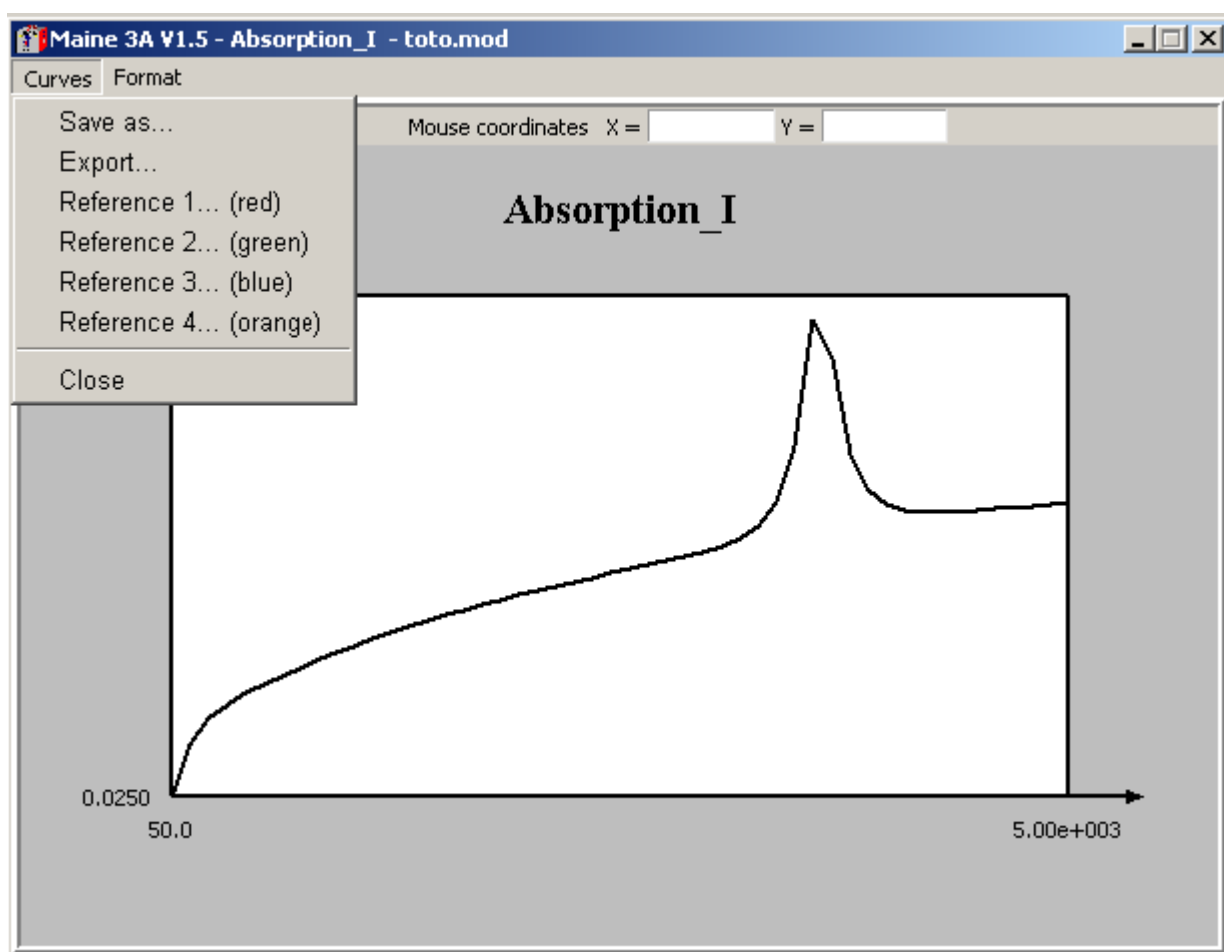 Maine 3A V1.5 - Absorption_I - toto.mod
Curves Format
Save as...
Export...
Reference 1... (red)
Reference 2... (green)
Reference 3... (blue)
Reference 4... (orange)
Close
Mouse coordinates X = Y =
Absorption_I
0.0250
50.0 5.00e+003